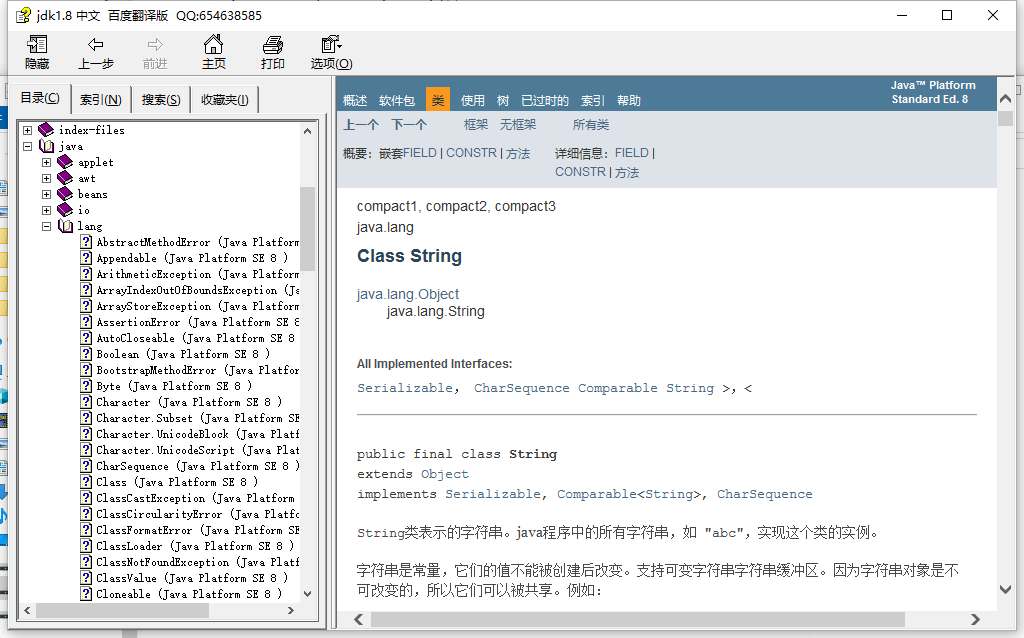 jdk1.8 中文 百度翻译版 QQ:654638585
隐藏 上一步 前进 主页 打印 选项(O)
目录(C) 索引(N) 搜索(S) 收藏夹(I)
index-files
java
applet
awt
beans
io
lang
AbstractMethodError (Java Platform
Appendable (Java Platform SE 8 )
ArithmeticException (Java Platform
ArrayIndexOutOfBoundsException (Ja
ArrayStoreException (Java Platform
AssertionError (Java Platform SE 8
AutoCloseable (Java Platform SE 8
Boolean (Java Platform SE 8 )
BootstrapMethodError (Java Platfor
Byte (Java Platform SE 8 )
Character (Java Platform SE 8 )
Character.Subset (Java Platform SE
Character.UnicodeBlock (Java Platf
Character.UnicodeScript (Java Plat
CharSequence (Java Platform SE 8 )
Class (Java Platform SE 8 )
ClassCastException (Java Platform
ClassCircularityError (Java Platfo
ClassFormatError (Java Platform SE
ClassLoader (Java Platform SE 8 )
ClassNotFoundException (Java Platf
ClassValue (Java Platform SE 8 )
Cloneable (Java Platform SE 8 )
Java™ Platform
Standard Ed. 8
概述 软件包 类 使用 树 已过时的 索引 帮助
上一个 下一个 框架 无框架 所有类
概要: 嵌套FIELD | CONSTR | 方法 详细信息: FIELD |
CONSTR | 方法
compact1, compact2, compact3
java.lang
Class String
java.lang.Object
java.lang.String
All Implemented Interfaces:
Serializable, CharSequence Comparable String >, <
public final class String
extends Object
implements Serializable, Comparable<String>, CharSequence
String类表示的字符串。java程序中的所有字符串，如 "abc"，实现这个类的实例。
字符串是常量，它们的值不能被创建后改变。支持可变字符串字符串缓冲区。因为字符串对象是不
可改变的，所以它们可以被共享。例如：